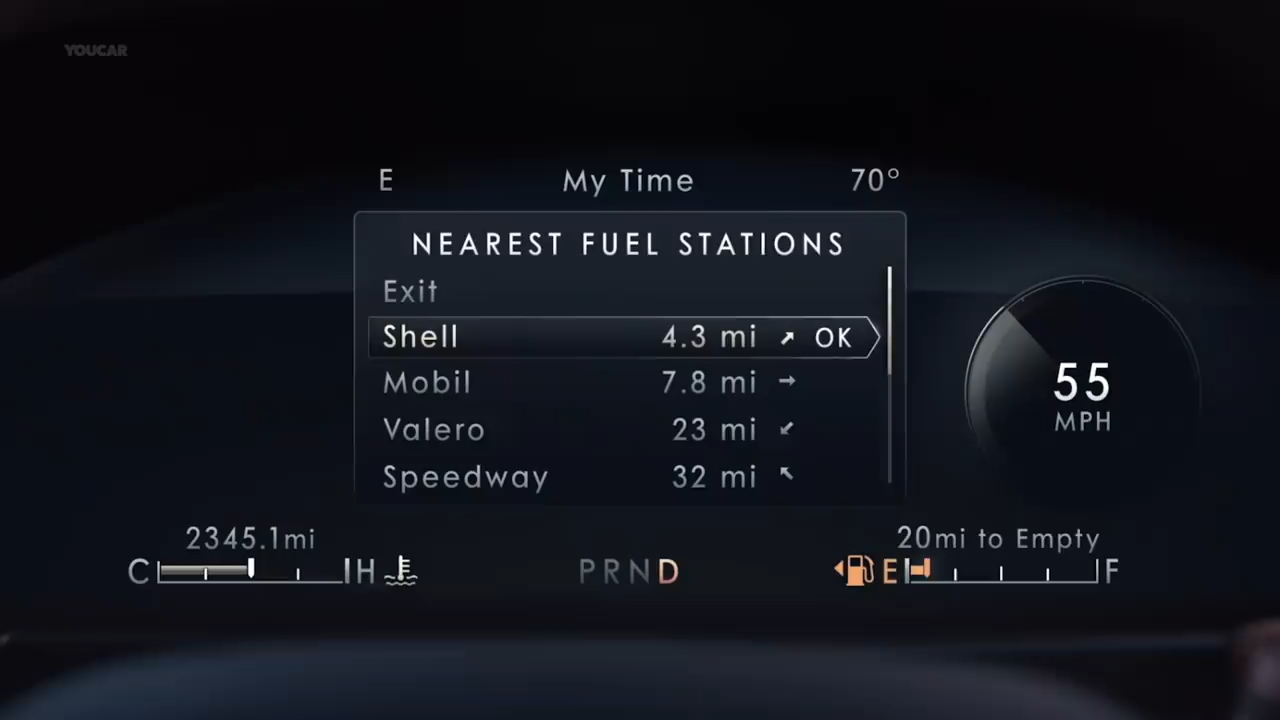 YOUCAR
E My Time 70°
NEAREST FUEL STATIONS
Exit
Shell 4.3 mi ↗ OK
Mobil 7.8 mi →
Valero 23 mi ↙
Speedway 32 mi ↖
55
MPH
2345.1mi
20mi to Empty
C H
PRND
E F